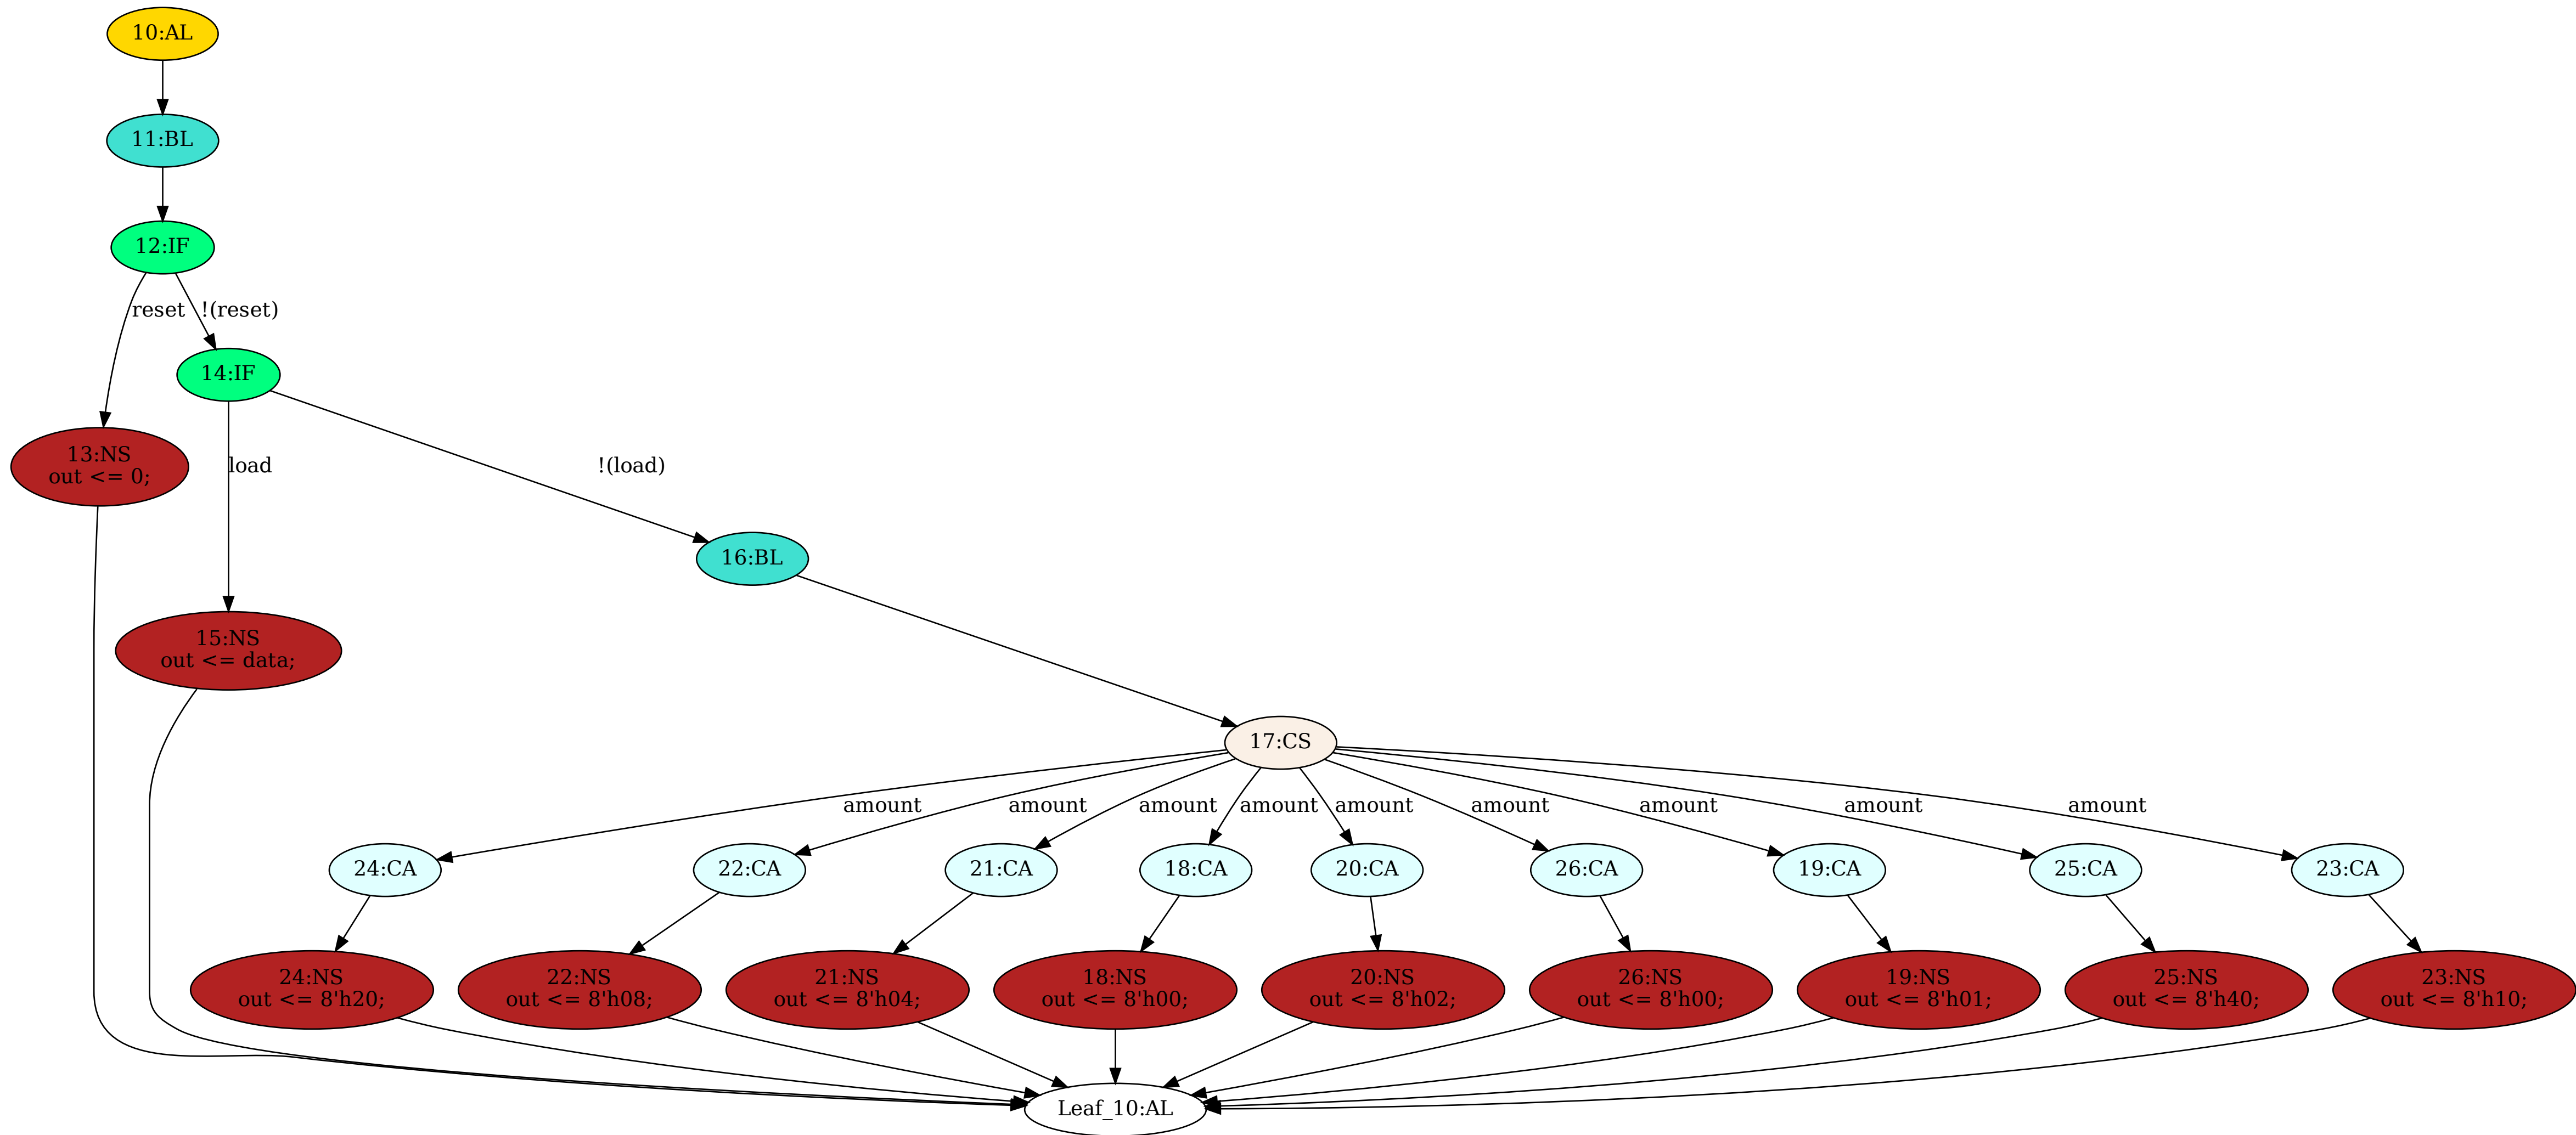 10:AL
11:BL
12:IF
reset
!(reset)
14:IF
13:NS
out <= 0;
load
!(load)
16:BL
15:NS
out <= data;
17:CS
amount
amount
amount
amount
amount
amount
amount
amount
amount
24:CA
22:CA
21:CA
18:CA
20:CA
26:CA
19:CA
25:CA
23:CA
24:NS
out <= 8'h20;
22:NS
out <= 8'h08;
21:NS
out <= 8'h04;
18:NS
out <= 8'h00;
20:NS
out <= 8'h02;
26:NS
out <= 8'h00;
19:NS
out <= 8'h01;
25:NS
out <= 8'h40;
23:NS
out <= 8'h10;
Leaf_10:AL